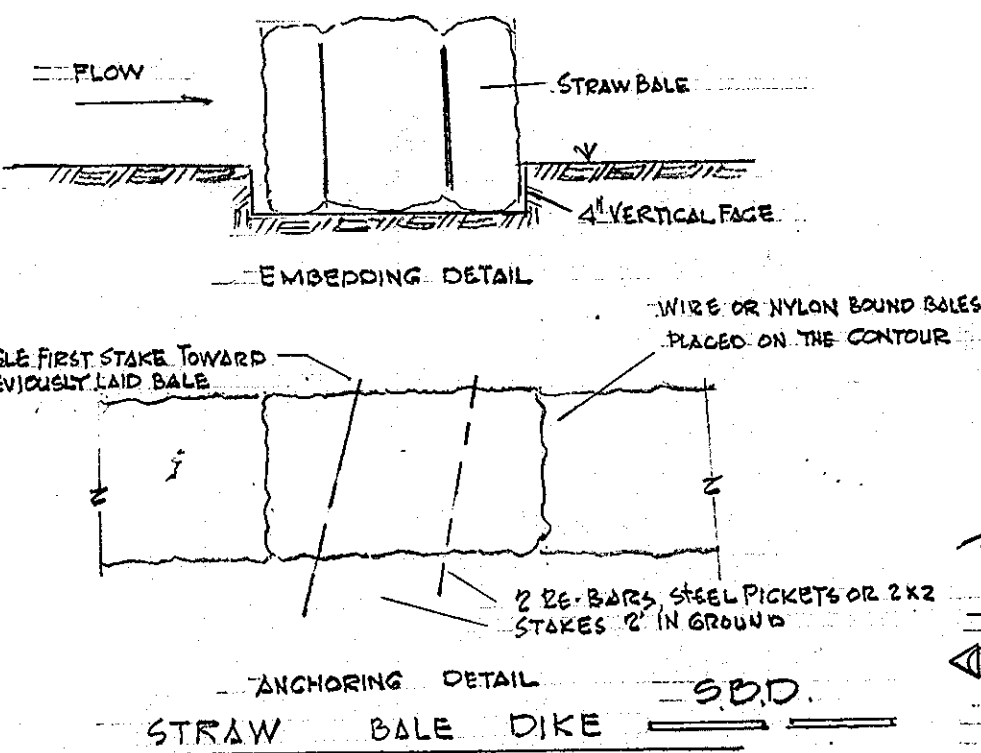 FLOW
STRAW BALE
4" VERTICAL FACE
EMBEDDING DETAIL
WIRE OR NYLON BOUND BALES
PLACED ON THE CONTOUR
FIRST STAKE TOWARD
LAID BALE
2 RE-BARS, STEEL PICKETS OR 2X2
STAKES 2' IN GROUND
ANCHORING DETAIL
S.B.D.
STRAW BALE DIKE